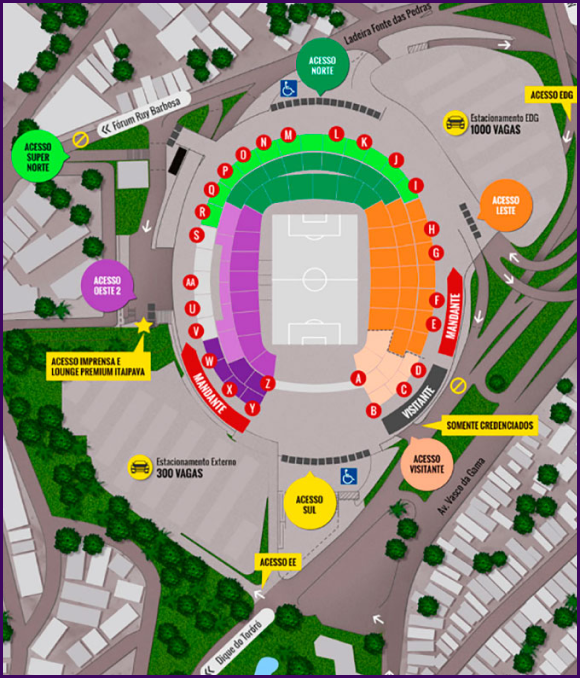 Ladeira Fonte das Pedras
ACESSO
NORTE
ACESSO EDG
« Fórum Ruy Barbosa
Estacionamento EDG
1000 VAGAS
ACESSO
SUPER
NORTE
N
M
L
K
O
J
P
I
Q
R
S
AA
U
V
W
X
Y
Z
H
G
F
E
D
C
B
A
ACESSO
LESTE
ACESSO
OESTE 2
MANDANTE
ACESSO IMPRENSA E
LOUNGE PREMIUM ITAIPAVA
MANDANTE
VISITANTE
SOMENTE CREDENCIADOS
ACESSO
VISITANTE
Estacionamento Externo
300 VAGAS
Av. Vasco da Gama
ACESSO
SUL
ACESSO EE
« Dique do Tororó